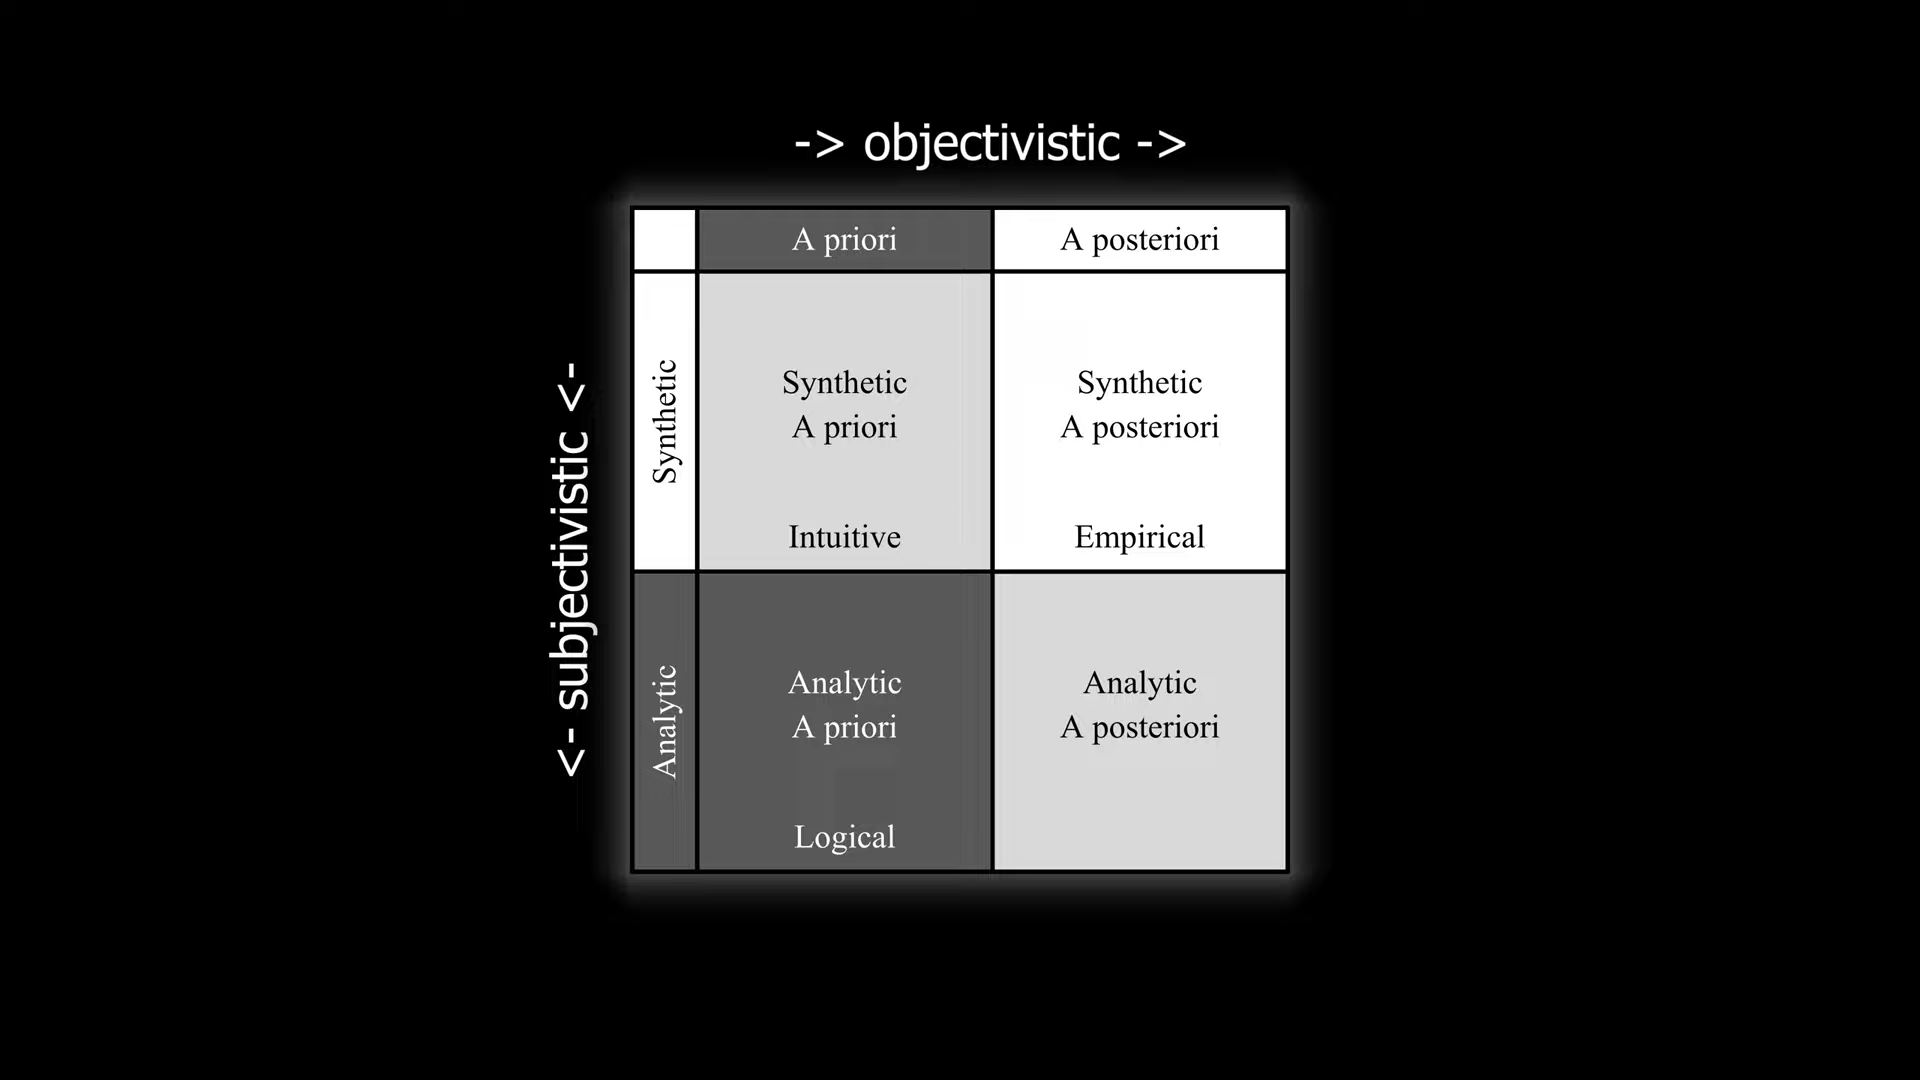 -> objectivistic ->
A priori
A posteriori
<- subjectivistic <-
Synthetic
Synthetic
A priori
Intuitive
Synthetic
A posteriori
Empirical
Analytic
Analytic
A priori
Logical
Analytic
A posteriori